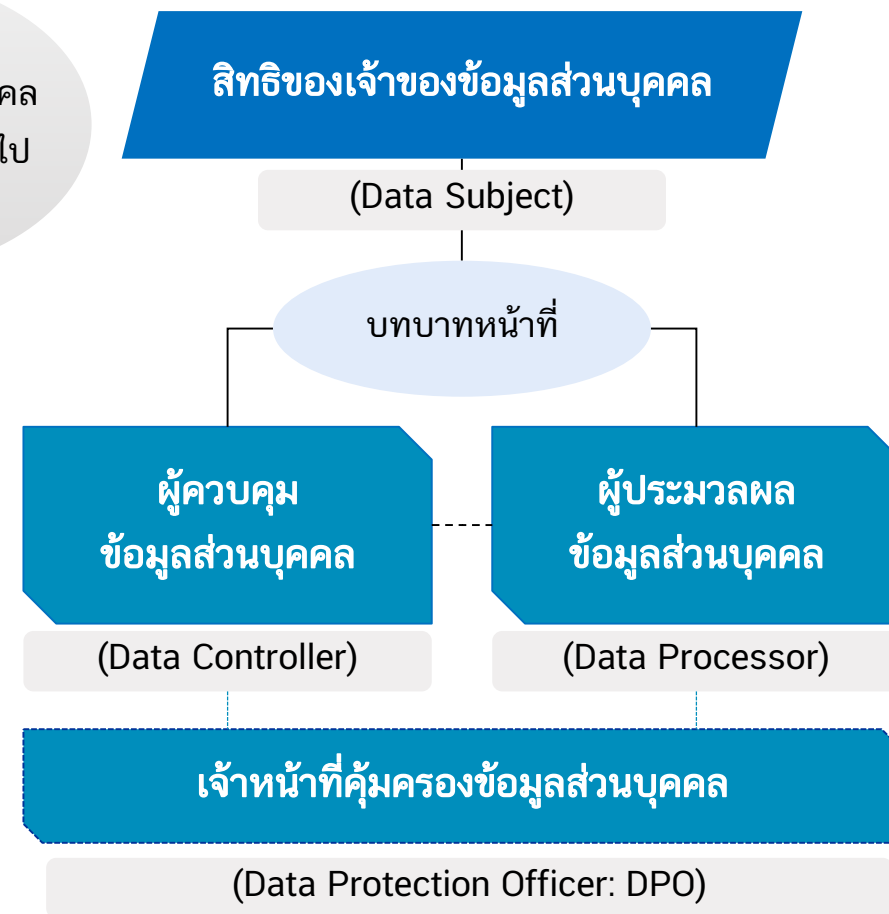 สิทธิของเจ้าของข้อมูลส่วนบุคคล
(Data Subject)
บทบาทหน้าที่
ผู้ควบคุม
ข้อมูลส่วนบุคคล
(Data Controller)
ผู้ประมวลผล
ข้อมูลส่วนบุคคล
(Data Processor)
เจ้าหน้าที่คุ้มครองข้อมูลส่วนบุคคล
(Data Protection Officer: DPO)